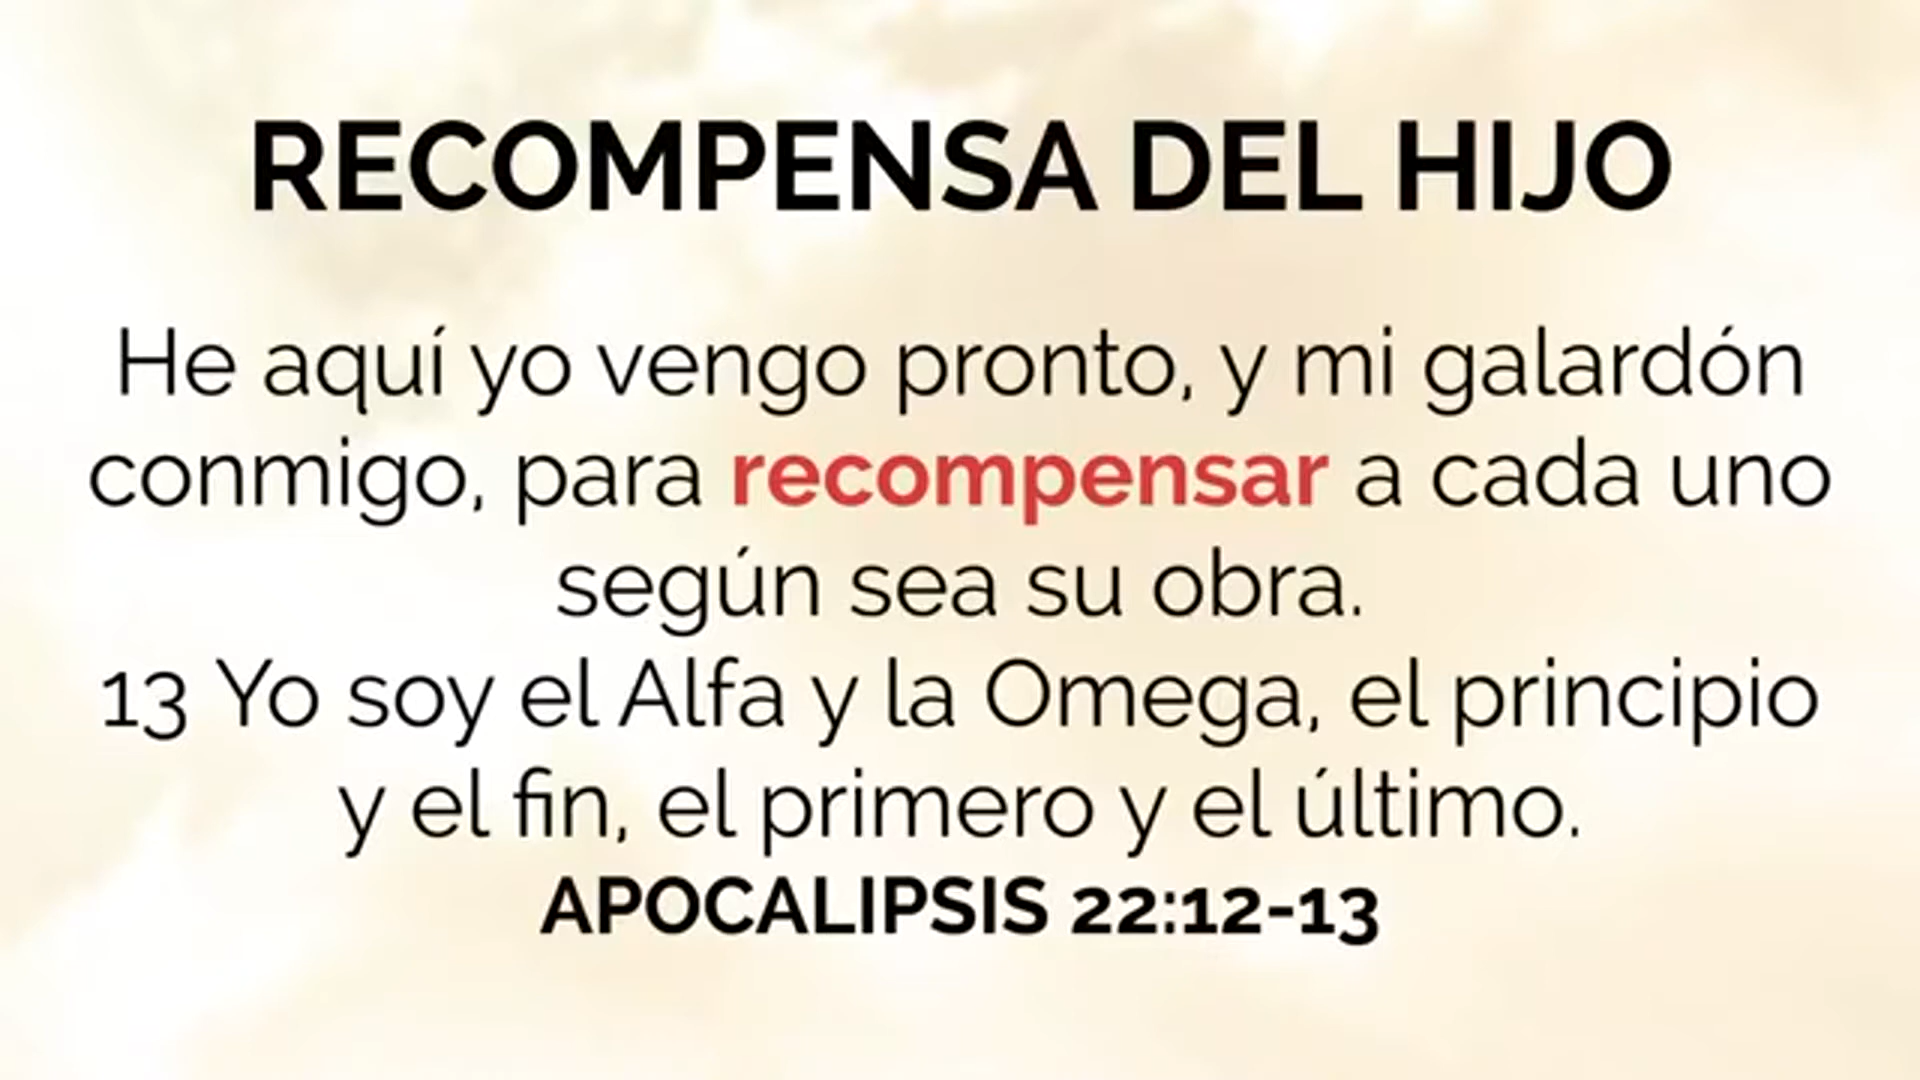 RECOMPENSA DEL HIJO
He aquí yo vengo pronto, y mi galardón
conmigo, para recompensar a cada uno
según sea su obra.
13 Yo soy el Alfa y la Omega, el principio
y el fin, el primero y el último.
APOCALIPSIS 22:12-13